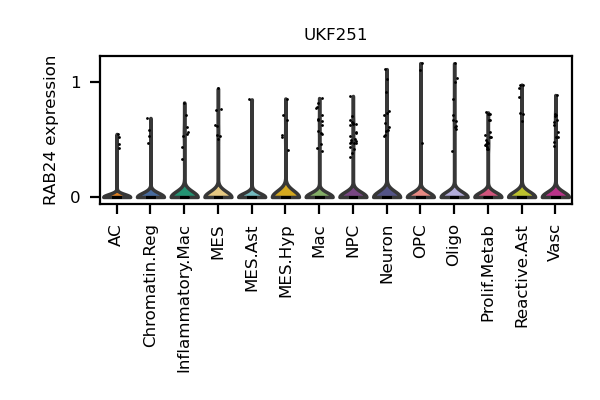 UKF251
RAB24 expression
1
0
AC
Chromatin.Reg
Inflammatory.Mac
MES
MES.Ast
MES.Hyp
Mac
NPC
Neuron
OPC
Oligo
Prolif.Metab
Reactive.Ast
Vasc